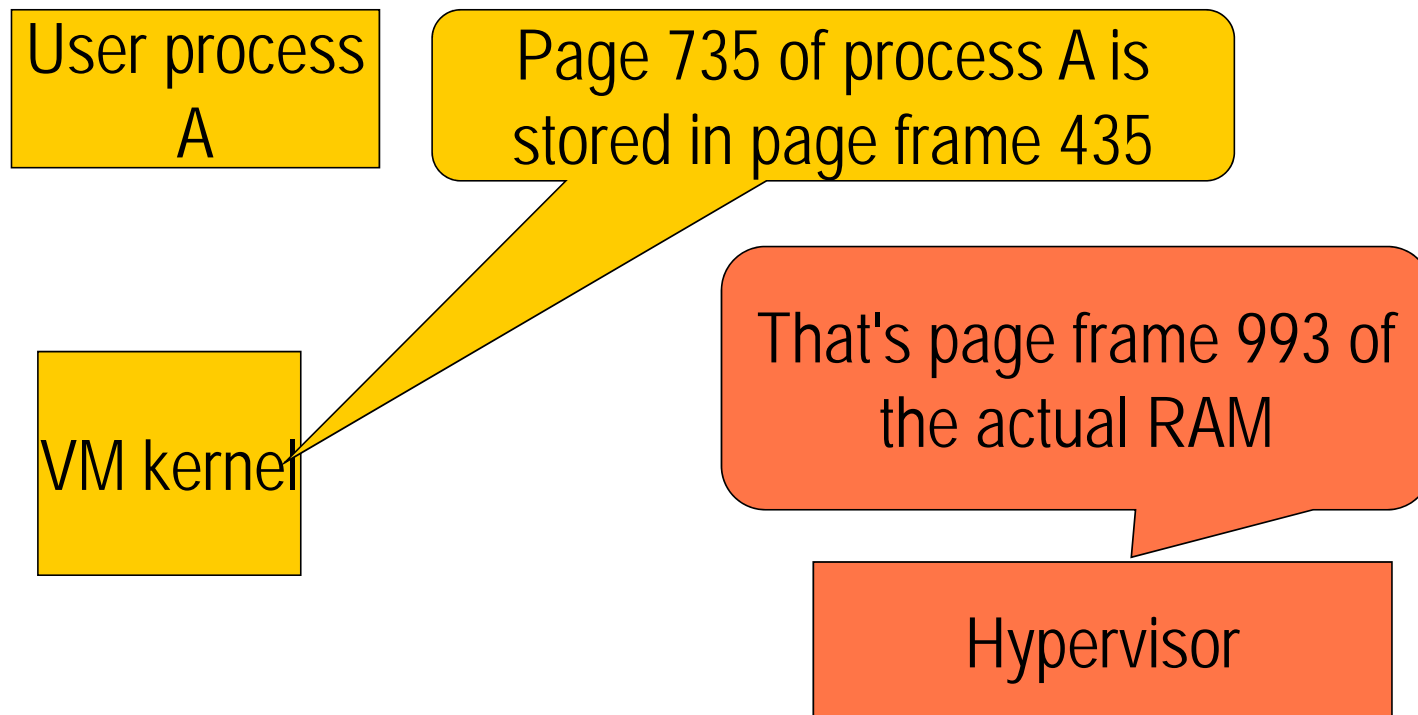 User process
A
Page 735 of process A is
stored in page frame 435
That's page frame 993 of
the actual RAM
VM kernel
Hypervisor